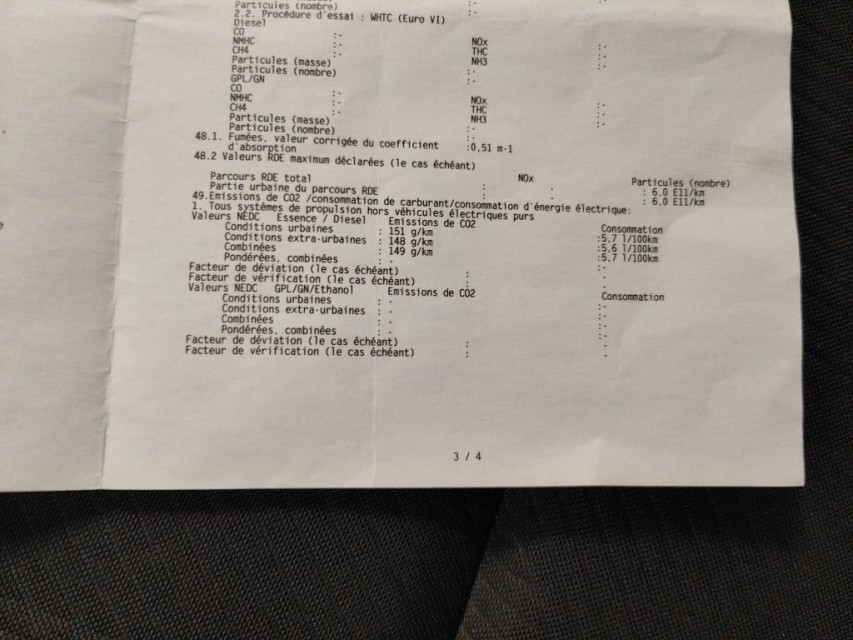 Particules (nombre) :-
2.2. Procédure d'essai : WHTC (Euro VI)
Diesel
CO :- NOx :-
NMHC :- THC :-
CH4 :- NH3 :-
Particules (masse) :-
Particules (nombre) :-
GPL/GN
CO :- NOx :-
NMHC :- THC :-
CH4 :- NH3 :-
Particules (masse) :-
Particules (nombre) :-
48.1. Fumées, valeur corrigée du coefficient
d'absorption :0,51 m-1
48.2 Valeurs RDE maximum déclarées (le cas échéant)
NOx Particules (nombre)
Parcours RDE total : - : 6.0 E11/km
Partie urbaine du parcours RDE : - : 6.0 E11/km
49.Emissions de CO2 /consommation de carburant/consommation d'énergie électrique:
1. Tous systèmes de propulsion hors véhicules électriques purs
Valeurs NEDC Essence / Diesel Emissions de CO2 Consommation
Conditions urbaines : 151 g/km :5.7 l/100km
Conditions extra-urbaines : 148 g/km :5.6 l/100km
Combinées : 149 g/km :5.7 l/100km
Pondérées, combinées : - :-
Facteur de déviation (le cas échéant) : -
Facteur de vérification (le cas échéant) : -
Valeurs NEDC GPL/GN/Ethanol Emissions de CO2 Consommation
Conditions urbaines : - :-
Conditions extra-urbaines : - :-
Combinées : - :-
Pondérées, combinées : - :-
Facteur de déviation (le cas échéant) : -
Facteur de vérification (le cas échéant) : -
3 / 4